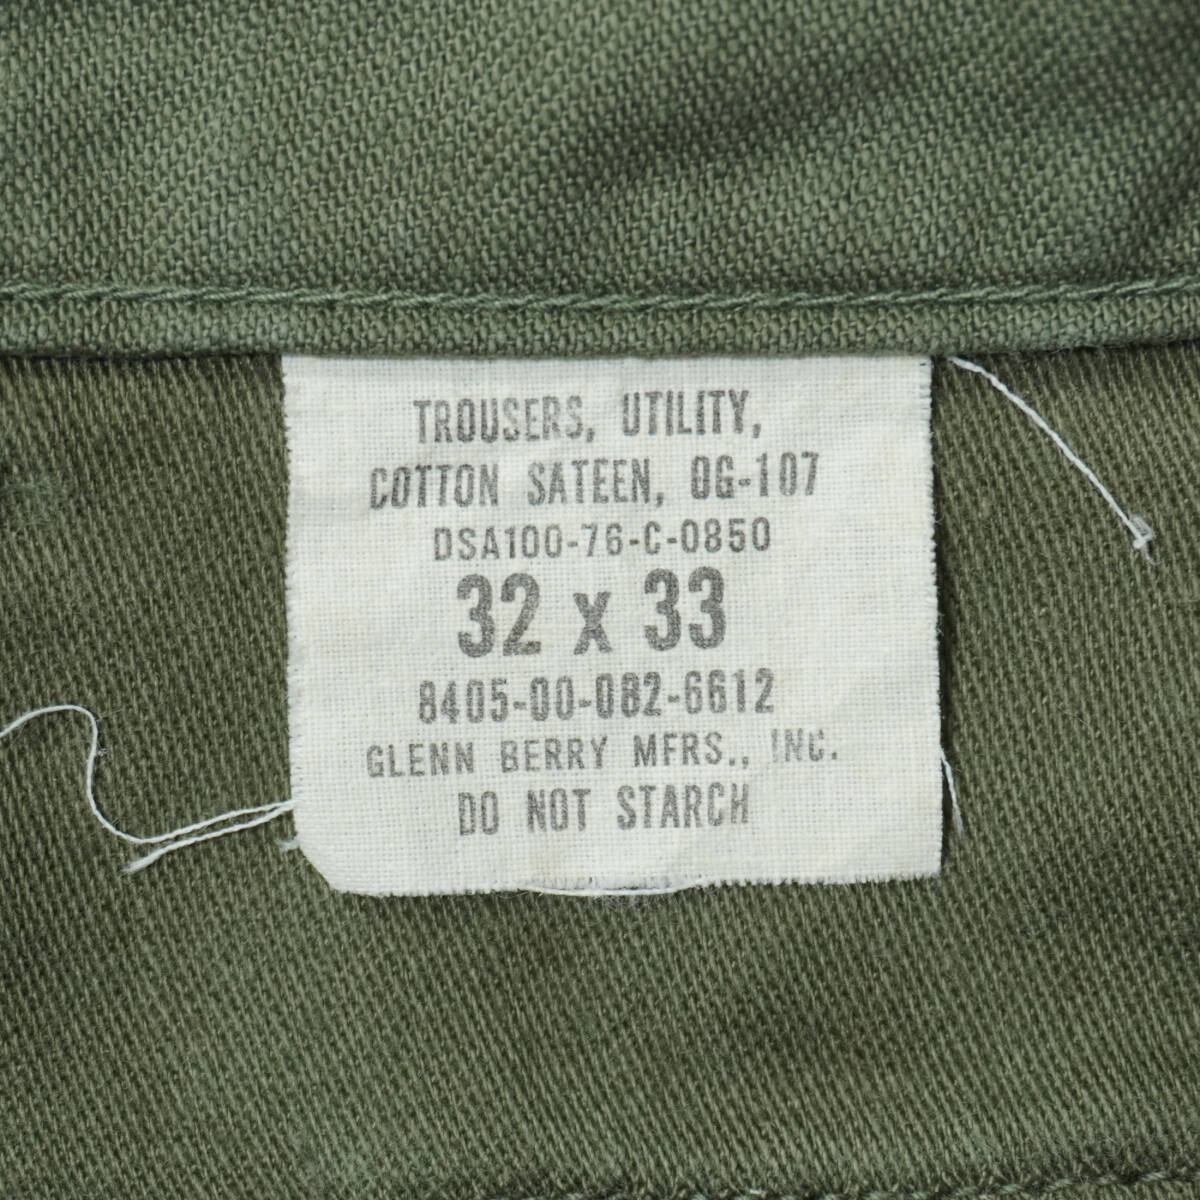 TROUSERS, UTILITY,
COTTON SATEEN, OG-107
DSA100-76-C-0850
32 x 33
8405-00-082-6612
GLENN BERRY MFRS., INC.
DO NOT STARCH